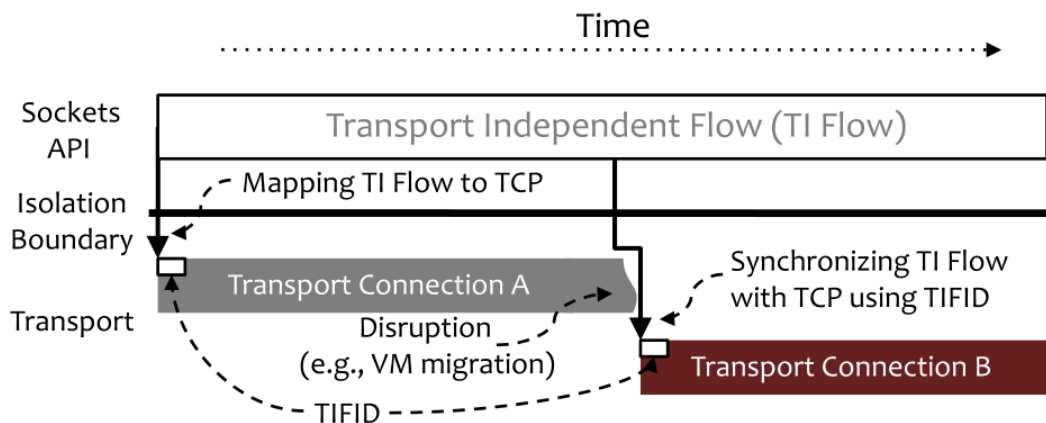 Time
Sockets
API
Transport Independent Flow (TI Flow)
Mapping TI Flow to TCP
Isolation
Boundary
Transport Connection A
Synchronizing TI Flow
with TCP using TIFID
Transport
Disruption
(e.g., VM migration)
Transport Connection B
TIFID